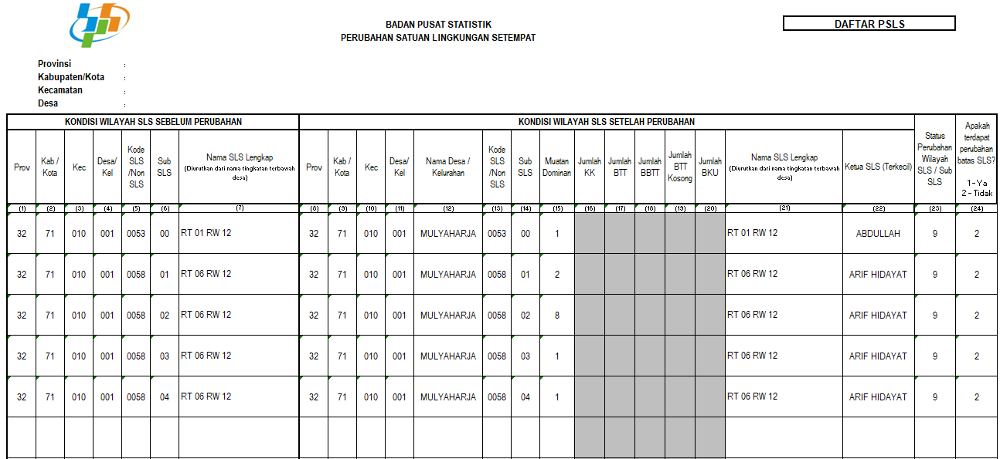 BADAN PUSAT STATISTIK
PERUBAHAN SATUAN LINGKUNGAN SETEMPAT
DAFTAR PSLS
Provinsi :
Kabupaten/Kota :
Kecamatan :
Desa :
KONDISI WILAYAH SLS SEBELUM PERUBAHAN
KONDISI WILAYAH SLS SETELAH PERUBAHAN
Prov
Kab /
Kota
Kec
Desa/
Kel
Kode
SLS
/Non
SLS
Sub
SLS
Nama SLS Lengkap
(Diurutkan dari nama tingkatan terbawah
desa)
Prov
Kab /
Kota
Kec
Desa/
Kel
Nama Desa /
Kelurahan
Kode
SLS
/Non
SLS
Sub
SLS
Muatan
Dominan
Jumlah
KK
Jumlah
BTT
Jumlah
BBTT
Jumlah
BTT
Kosong
Jumlah
BKU
Nama SLS Lengkap
(Diurutkan dari nama tingkatan terbawah
desa)
Ketua SLS (Terkecil)
Status
Perubahan
Wilayah
SLS / Sub
SLS
Apakah
terdapat
perubahan
batas SLS?
1 - Ya
2 - Tidak
(1) (2) (3) (4) (5) (6) (7) (8) (9) (10) (11) (12) (13) (14) (15) (16) (17) (18) (19) (20) (21) (22) (23) (24)
32 71 010 001 0053 00 RT 01 RW 12 32 71 010 001 MULYAHARJA 0053 00 1 RT 01 RW 12 ABDULLAH 9 2
32 71 010 001 0058 01 RT 06 RW 12 32 71 010 001 MULYAHARJA 0058 01 2 RT 06 RW 12 ARIF HIDAYAT 9 2
32 71 010 001 0058 02 RT 06 RW 12 32 71 010 001 MULYAHARJA 0058 02 8 RT 06 RW 12 ARIF HIDAYAT 9 2
32 71 010 001 0058 03 RT 06 RW 12 32 71 010 001 MULYAHARJA 0058 03 1 RT 06 RW 12 ARIF HIDAYAT 9 2
32 71 010 001 0058 04 RT 06 RW 12 32 71 010 001 MULYAHARJA 0058 04 1 RT 06 RW 12 ARIF HIDAYAT 9 2